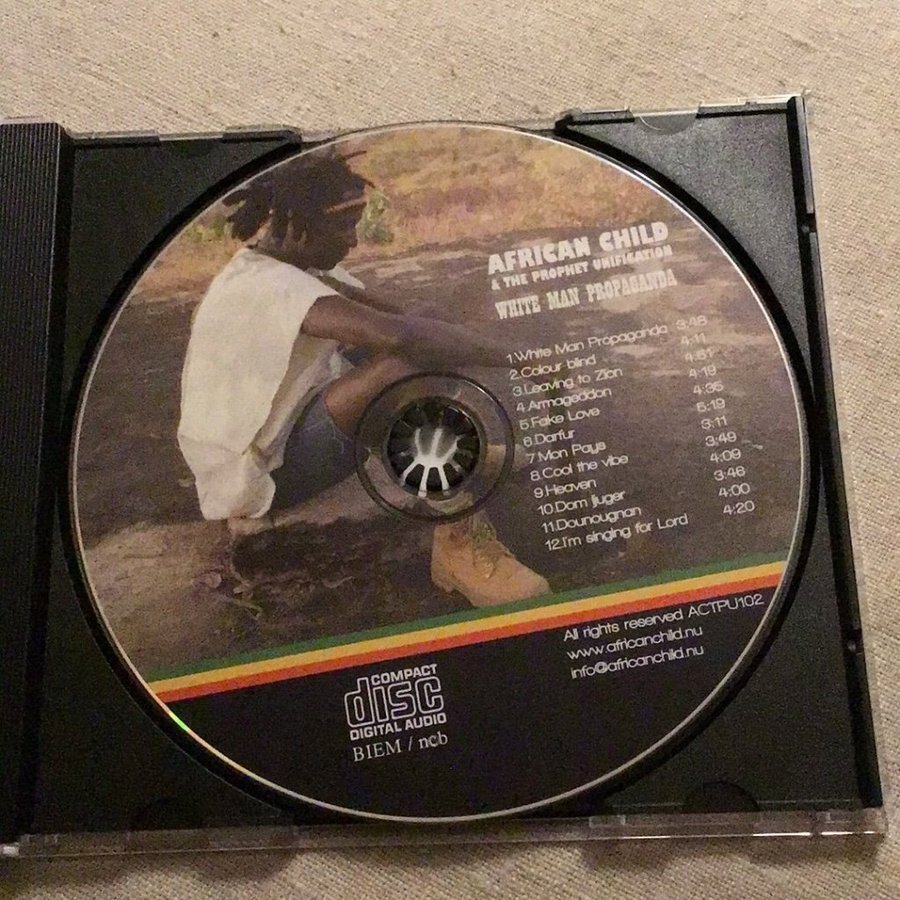 AFRICAN CHILD
& THE PROPHET UNIFICATION
WHITE MAN PROPAGANDA
1.White Man Propaganda 3:48
2.Colour blind 4:11
3.Leaving to Zion 4:51
4.Armageddon 4:19
5.Fake Love 4:35
6.Darfur 5:19
7.Mon Pays 3:11
8.Cool the vibe 3:49
9.Heaven 4:09
10.Dom ljuger 3:46
11.Dounougnan 4:00
12.I'm singing for Lord 4:20
All rights reserved ACTPU102
www.africanchild.nu
info@africanchild.nu
COMPACT
disc
DIGITAL AUDIO
BIEM / ncb